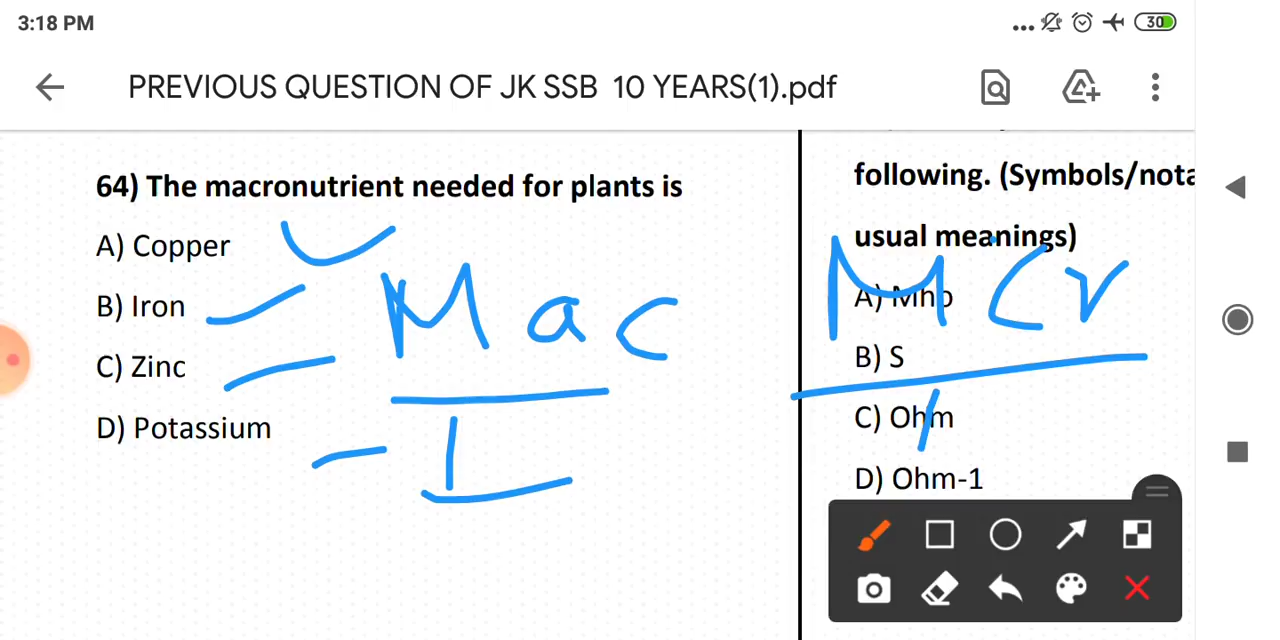 3:18 PM
30
PREVIOUS QUESTION OF JK SSB 10 YEARS(1).pdf
64) The macronutrient needed for plants is
A) Copper
B) Iron
C) Zinc
D) Potassium
Mac
following. (Symbols/nota
usual meanings)
A) Mho
B) S
C) Ohm
D) Ohm-1